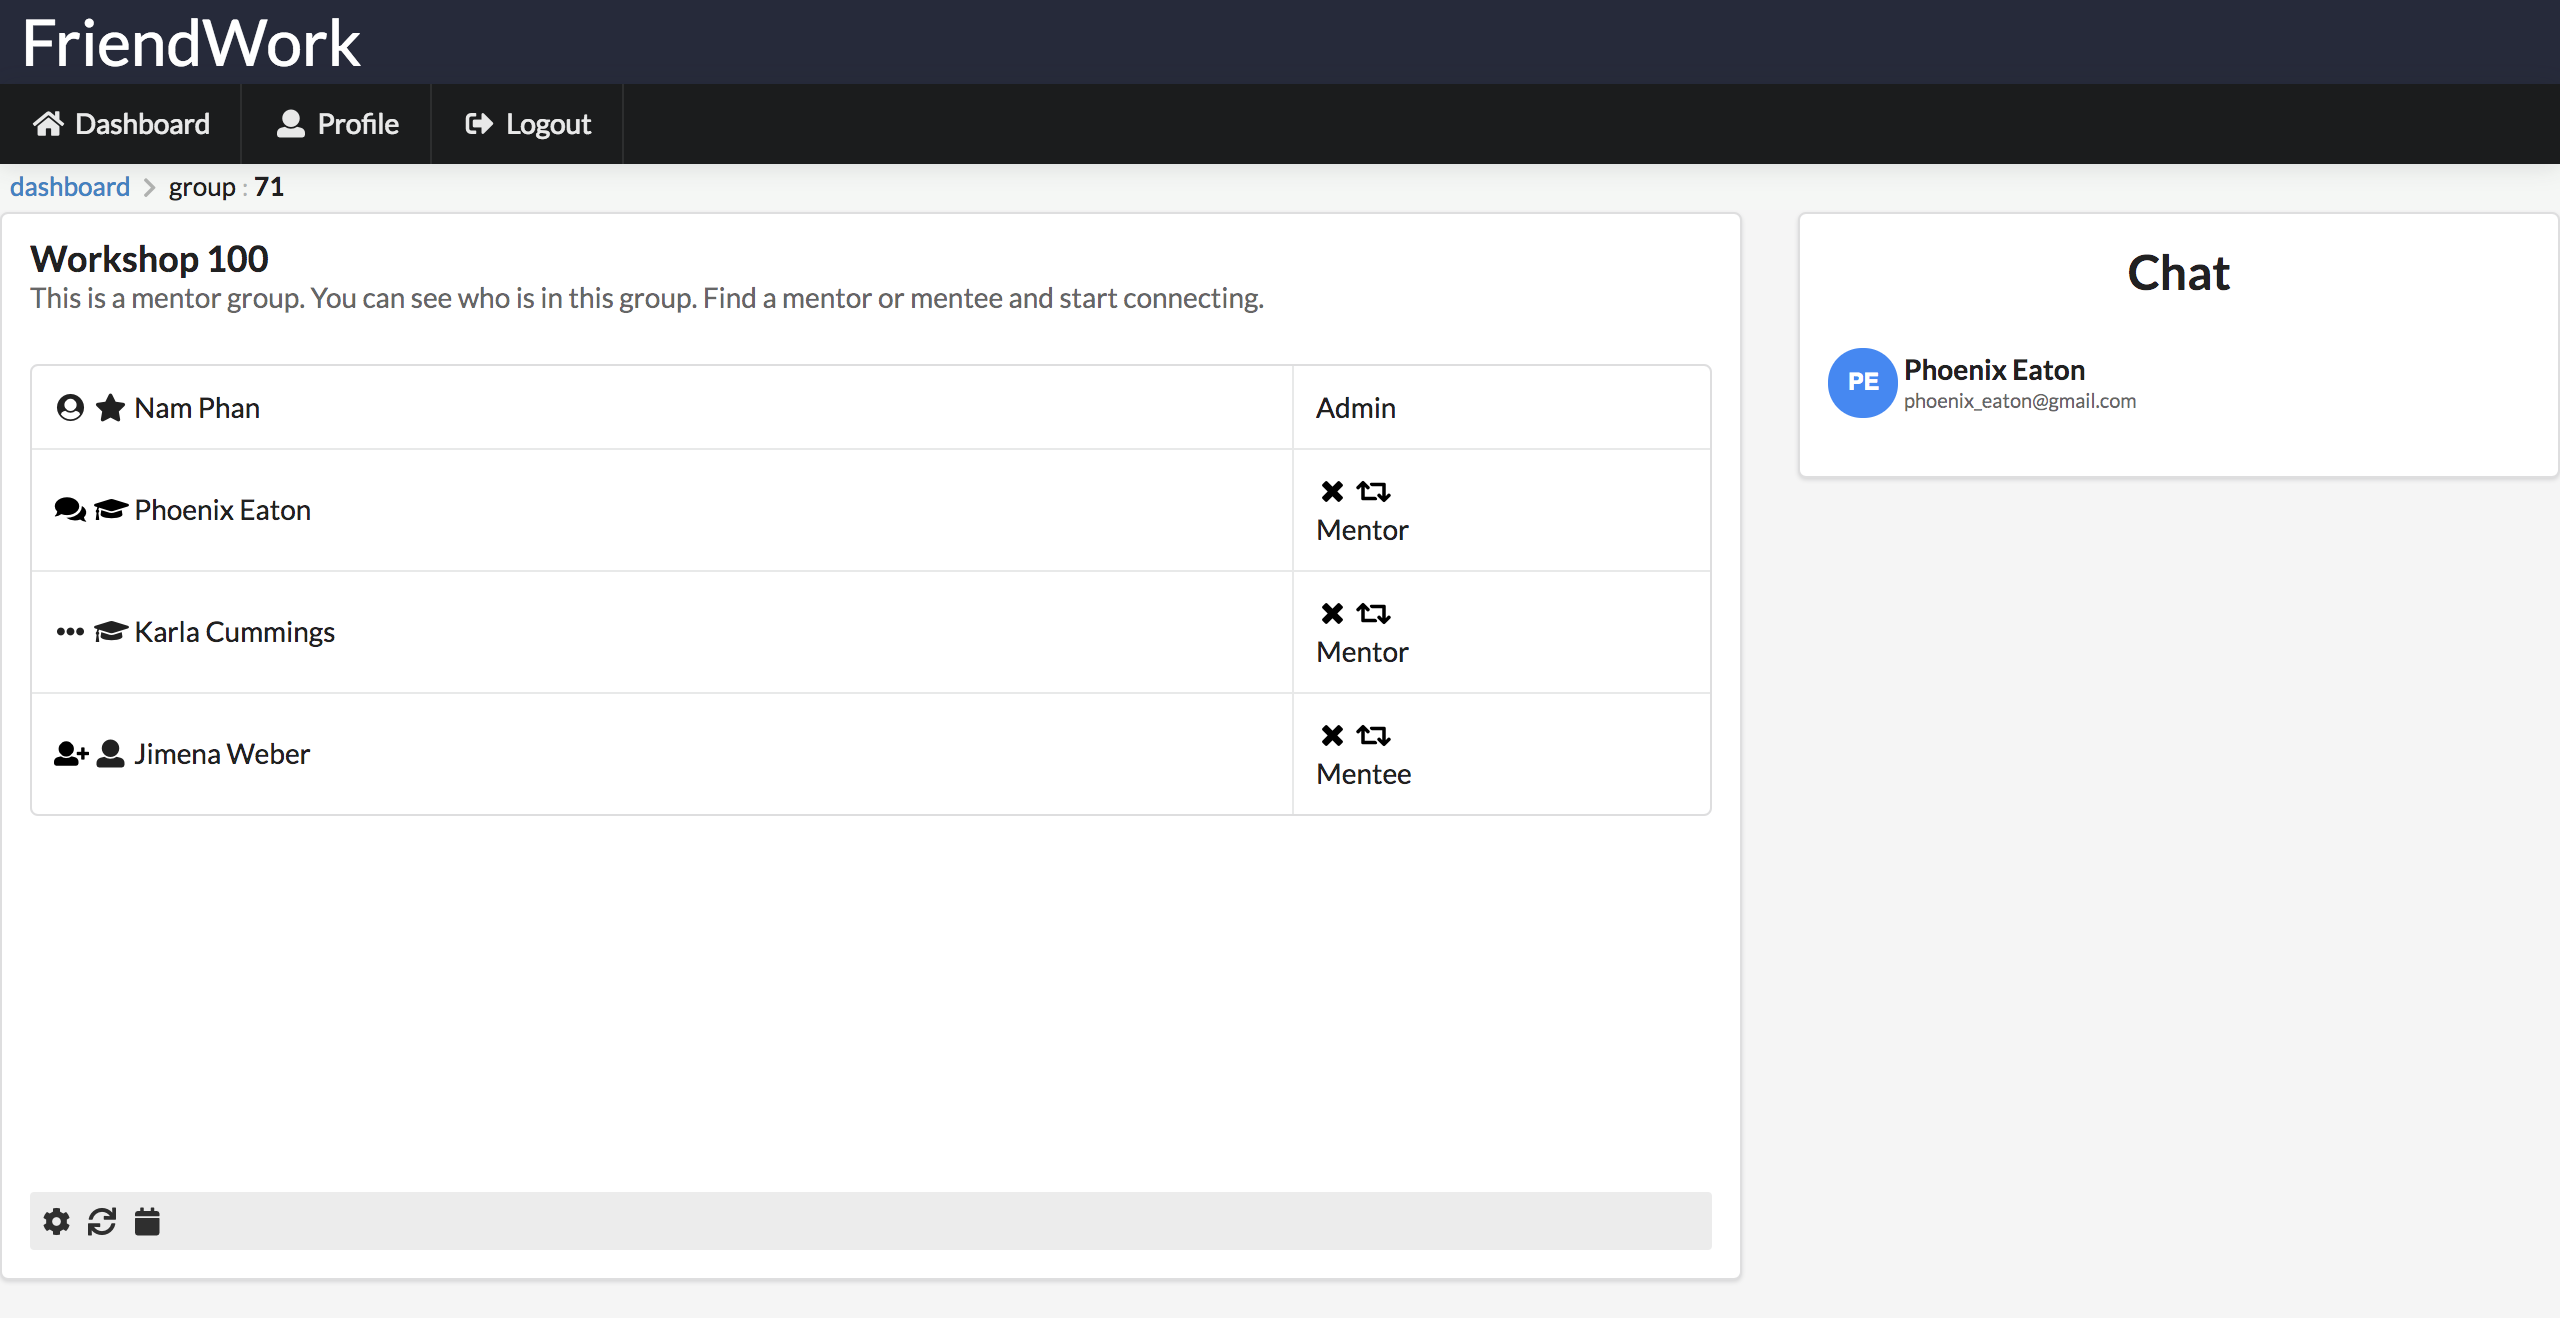 FriendWork
Dashboard Profile Logout
dashboard group : 71
Workshop 100
This is a mentor group. You can see who is in this group. Find a mentor or mentee and start connecting.
Nam Phan Admin
Phoenix Eaton Mentor
Karla Cummings Mentor
Jimena Weber Mentee
Chat
PE Phoenix Eaton
phoenix_eaton@gmail.com